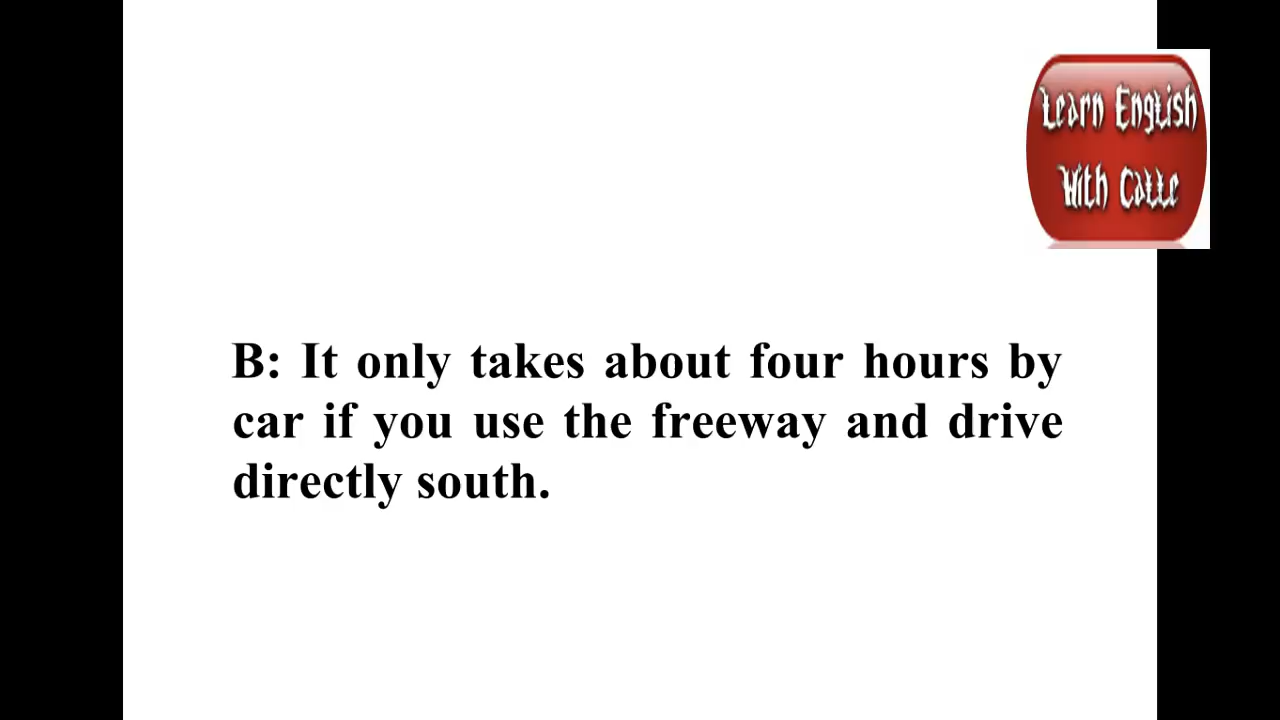 Learn English
With Catte
B: It only takes about four hours by
car if you use the freeway and drive
directly south.